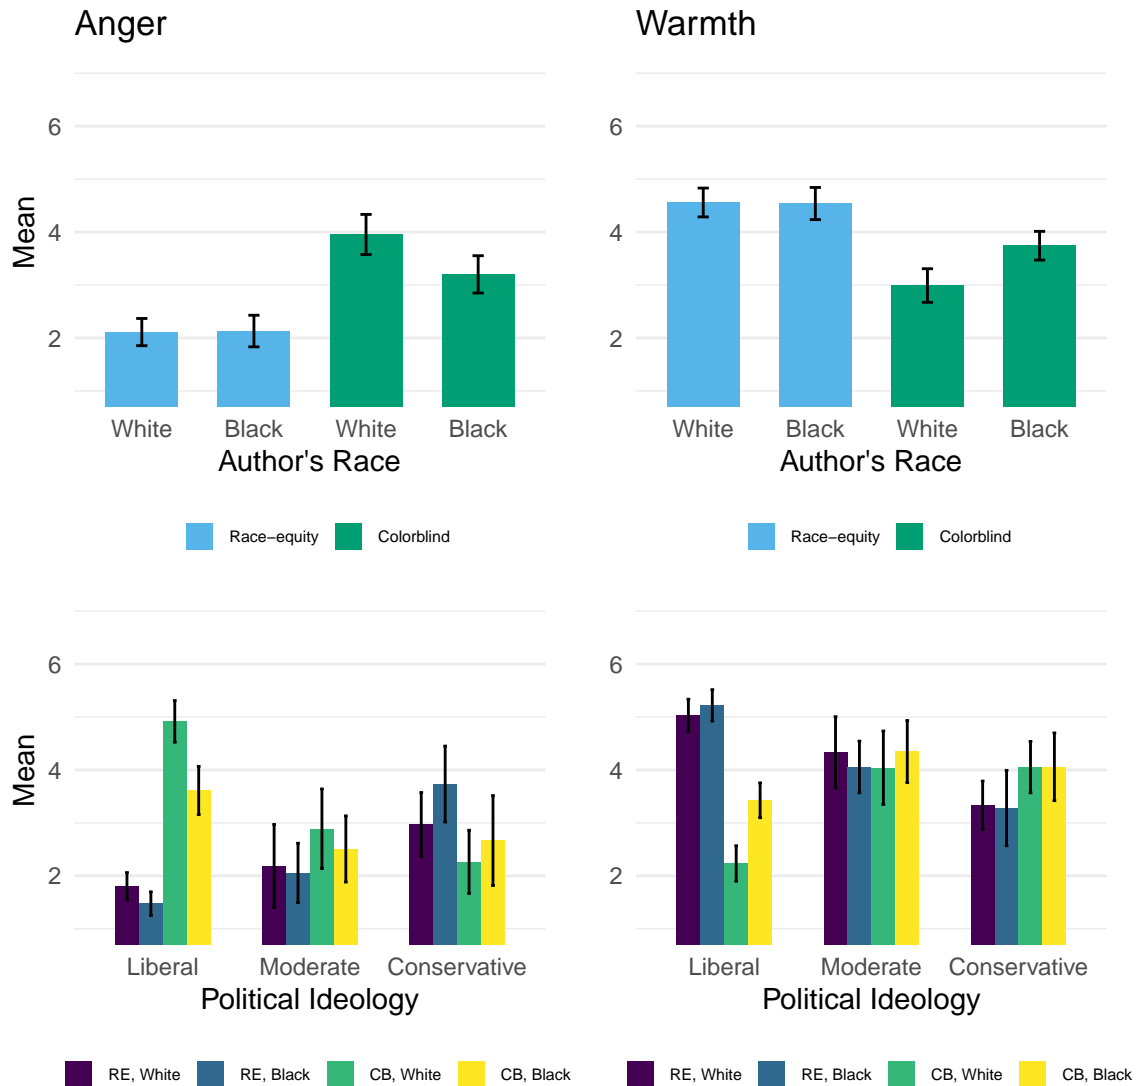 Anger
Warmth
6
4
2
Mean
White Black White Black
Author's Race
Race−equity Colorblind
6
4
2
White Black White Black
Author's Race
Race−equity Colorblind
6
4
2
Mean
Liberal Moderate Conservative
Political Ideology
RE, White RE, Black CB, White CB, Black
6
4
2
Liberal Moderate Conservative
Political Ideology
RE, White RE, Black CB, White CB, Black